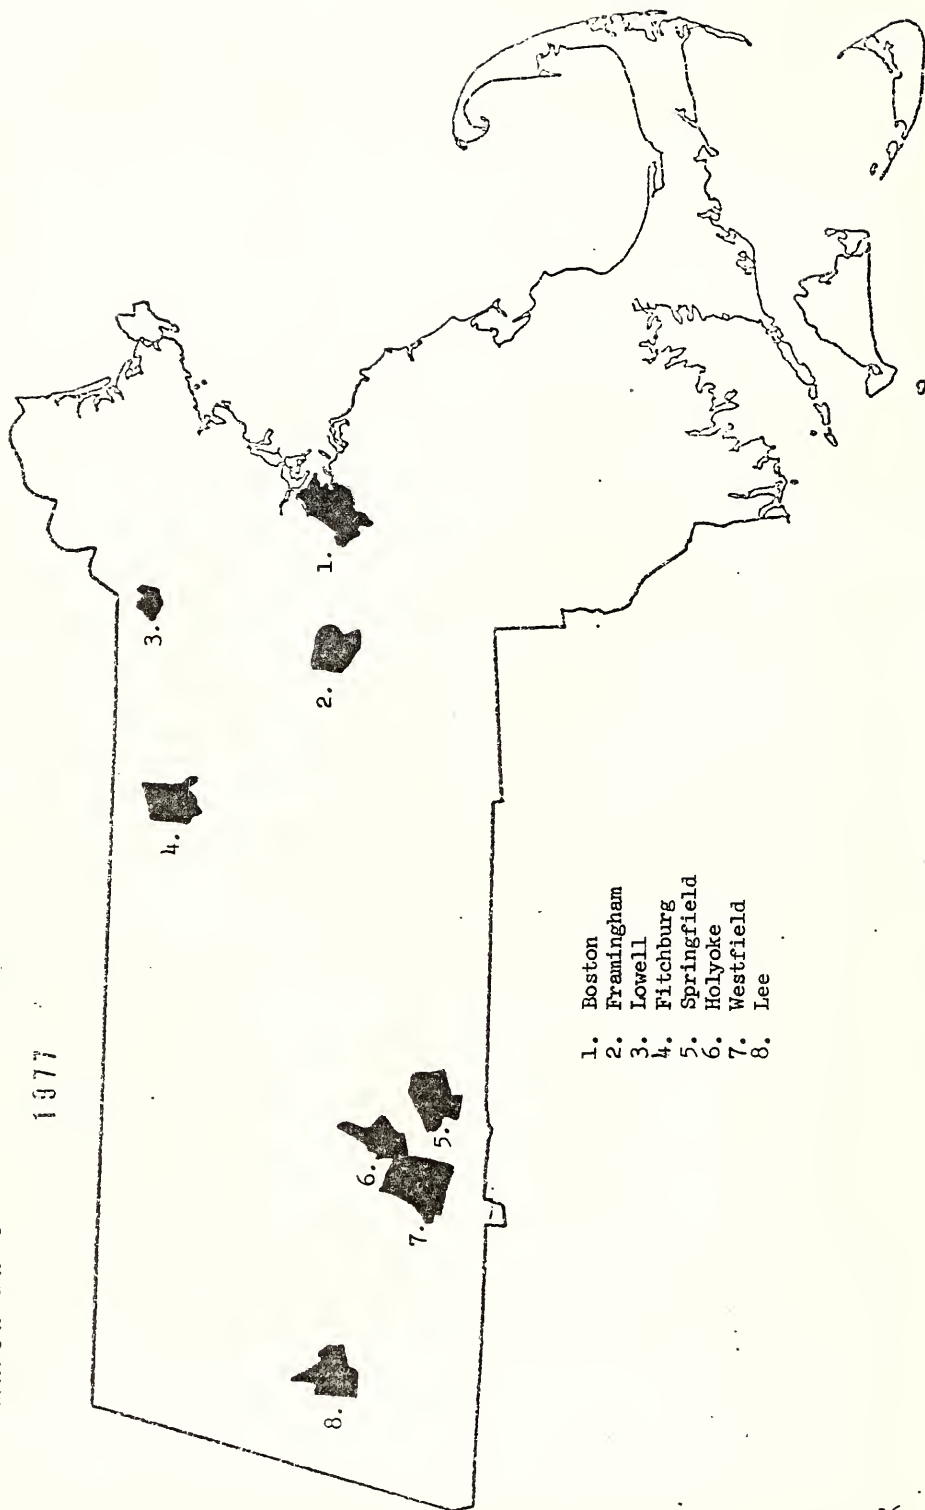 1977
3.
1.
2.
4.
6.
5.
7.
8.
1. Boston
2. Framingham
3. Lowell
4. Fitchburg
5. Springfield
6. Holyoke
7. Westfield
8. Lee